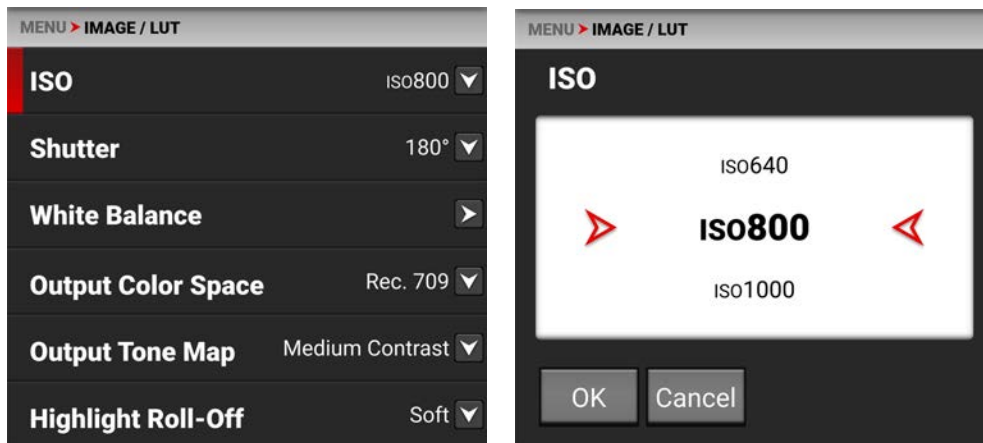 MENU > IMAGE / LUT
ISO ISO800
Shutter 180°
White Balance
Output Color Space Rec. 709
Output Tone Map Medium Contrast
Highlight Roll-Off Soft
MENU > IMAGE / LUT
ISO
ISO640
ISO800
ISO1000
OK Cancel